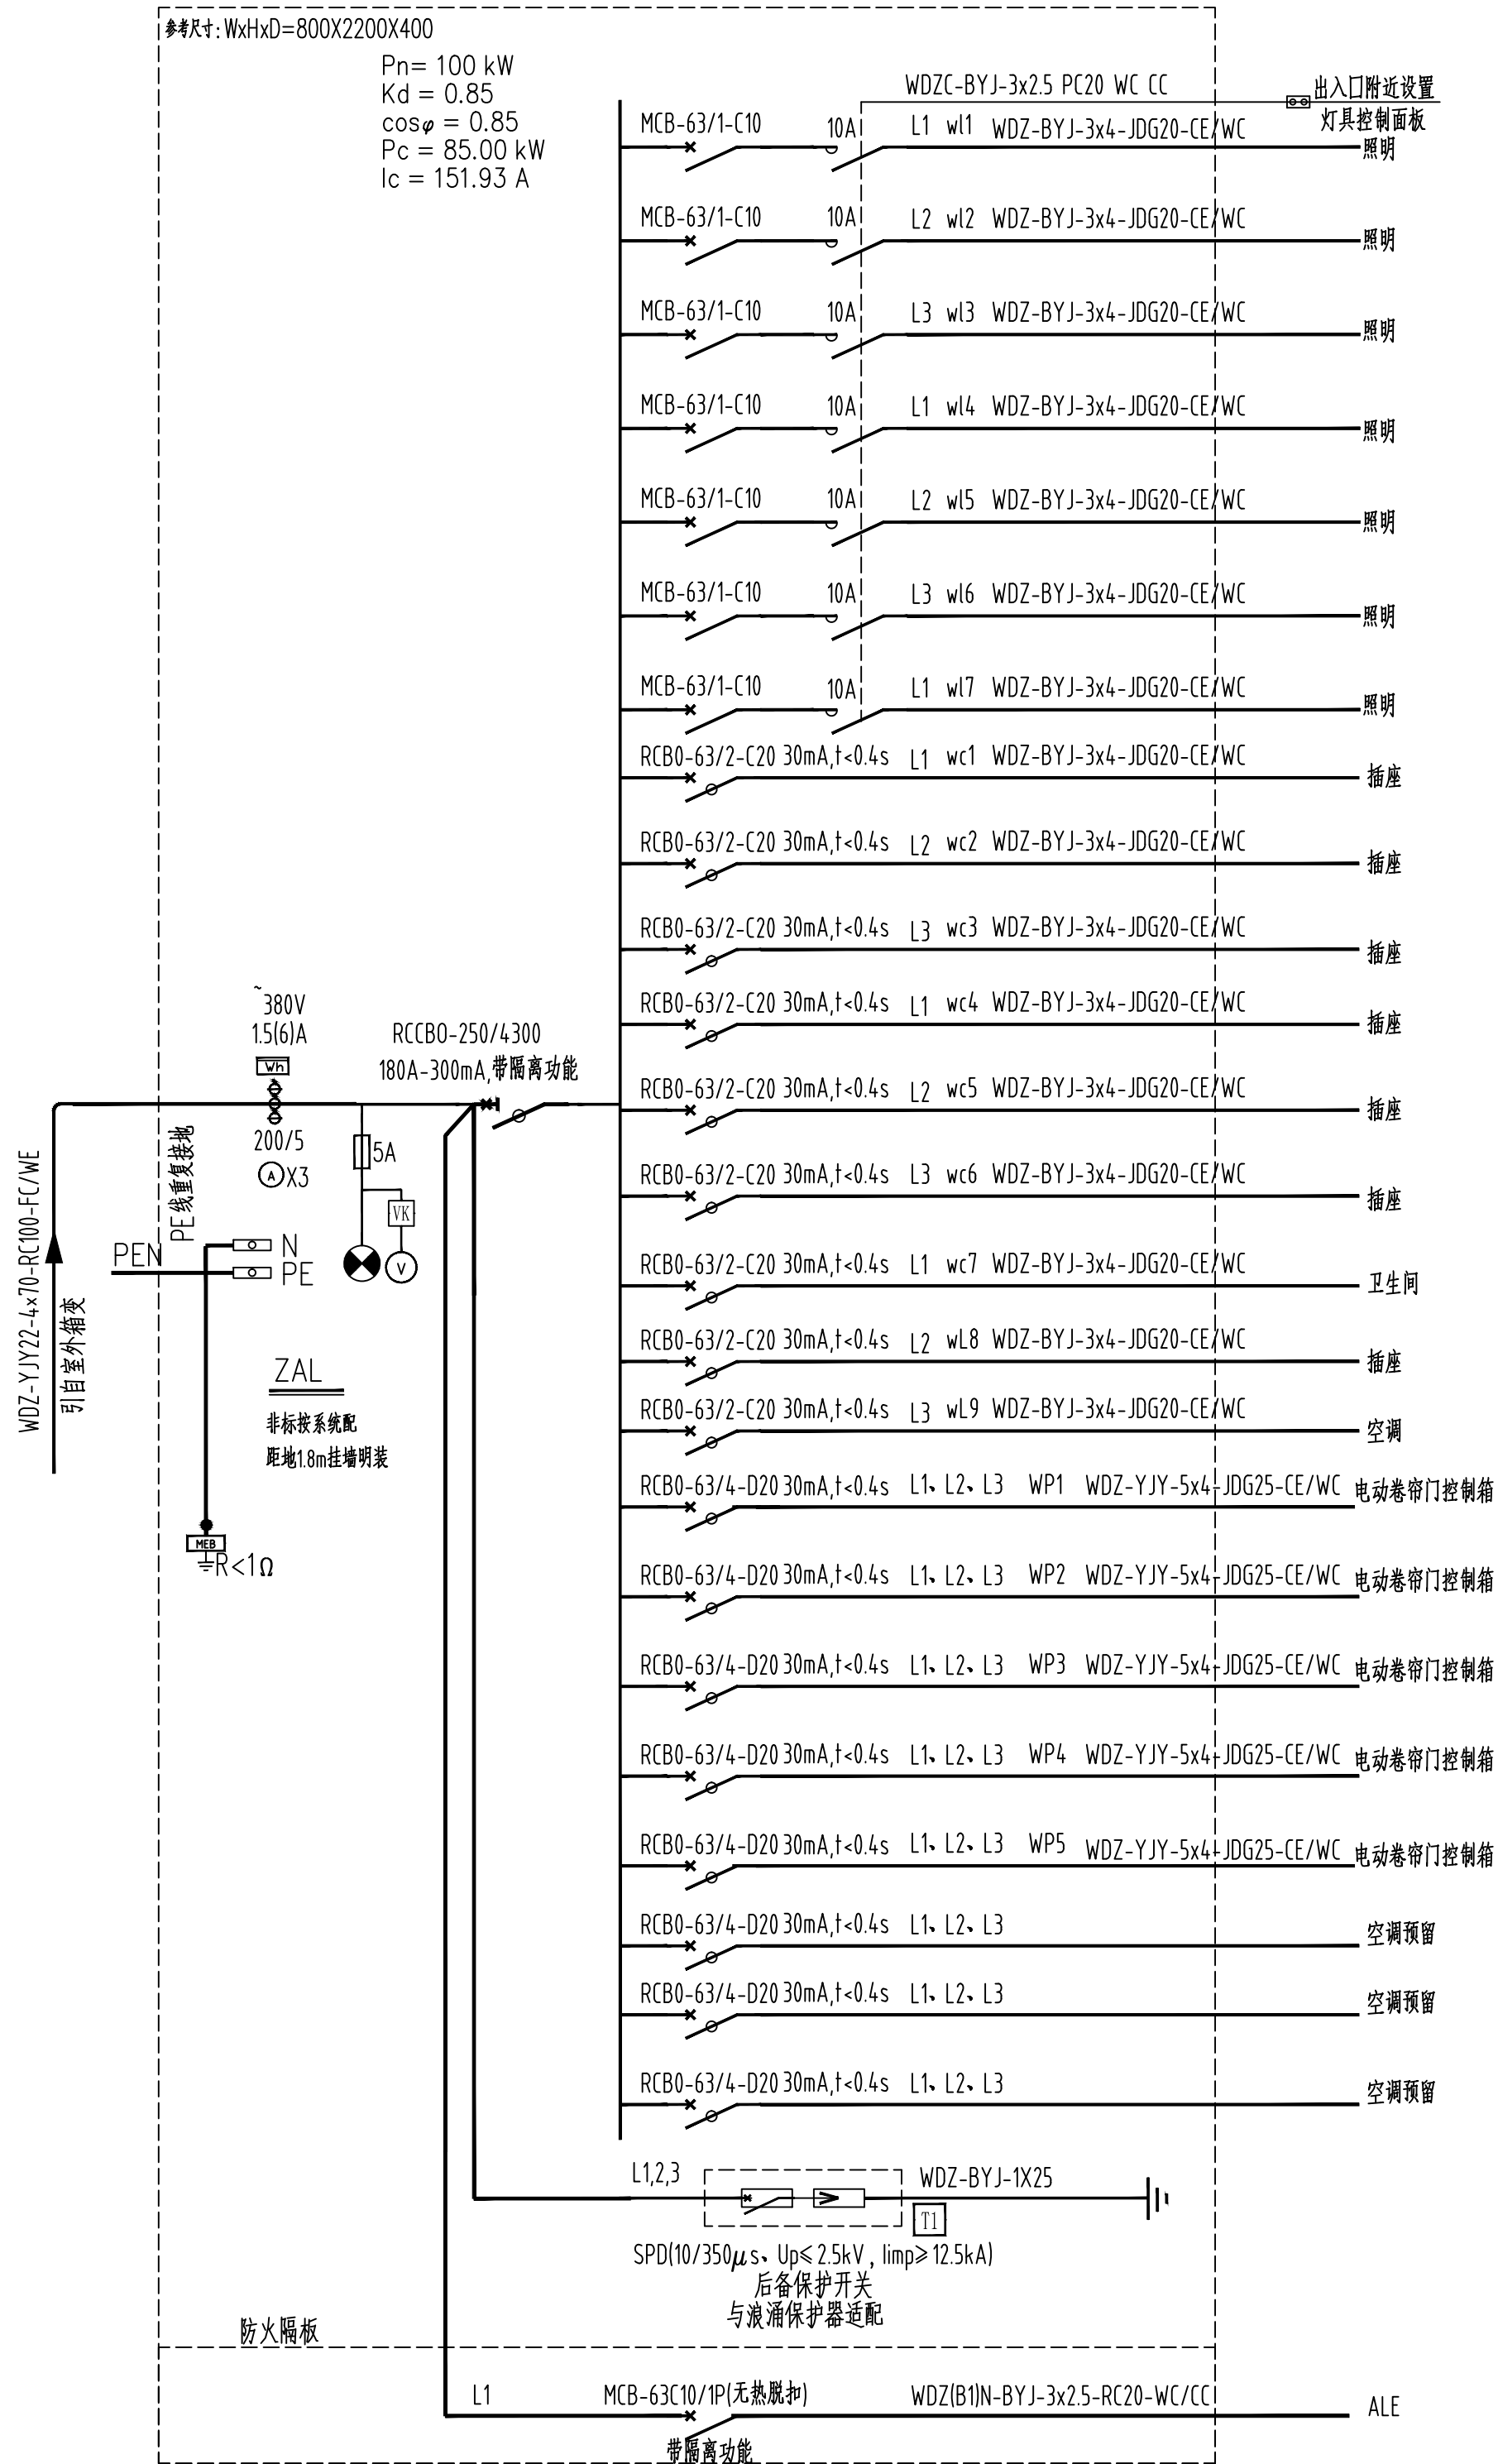 参考尺寸: WxHxD=800X2200X400
Pn= 100 kW
Kd = 0.85
cosφ = 0.85
Pc = 85.00 kW
Ic = 151.93 A
WDZC-BYJ-3x2.5 PC20 WC CC
出入口附近设置
灯具控制面板
MCB-63/1-C10 10A L1 wl1 WDZ-BYJ-3x4-JDG20-CE/WC 照明
MCB-63/1-C10 10A L2 wl2 WDZ-BYJ-3x4-JDG20-CE/WC 照明
MCB-63/1-C10 10A L3 wl3 WDZ-BYJ-3x4-JDG20-CE/WC 照明
MCB-63/1-C10 10A L1 wl4 WDZ-BYJ-3x4-JDG20-CE/WC 照明
MCB-63/1-C10 10A L2 wl5 WDZ-BYJ-3x4-JDG20-CE/WC 照明
MCB-63/1-C10 10A L3 wl6 WDZ-BYJ-3x4-JDG20-CE/WC 照明
MCB-63/1-C10 10A L1 wl7 WDZ-BYJ-3x4-JDG20-CE/WC 照明
RCBO-63/2-C20 30mA,t<0.4s L1 wc1 WDZ-BYJ-3x4-JDG20-CE/WC 插座
RCBO-63/2-C20 30mA,t<0.4s L2 wc2 WDZ-BYJ-3x4-JDG20-CE/WC 插座
RCBO-63/2-C20 30mA,t<0.4s L3 wc3 WDZ-BYJ-3x4-JDG20-CE/WC 插座
RCBO-63/2-C20 30mA,t<0.4s L1 wc4 WDZ-BYJ-3x4-JDG20-CE/WC 插座
RCBO-63/2-C20 30mA,t<0.4s L2 wc5 WDZ-BYJ-3x4-JDG20-CE/WC 插座
RCBO-63/2-C20 30mA,t<0.4s L3 wc6 WDZ-BYJ-3x4-JDG20-CE/WC 插座
RCBO-63/2-C20 30mA,t<0.4s L1 wc7 WDZ-BYJ-3x4-JDG20-CE/WC 卫生间
RCBO-63/2-C20 30mA,t<0.4s L2 wL8 WDZ-BYJ-3x4-JDG20-CE/WC 插座
RCBO-63/2-C20 30mA,t<0.4s L3 wL9 WDZ-BYJ-3x4-JDG20-CE/WC 空调
RCBO-63/4-D20 30mA,t<0.4s L1、L2、L3 WP1 WDZ-YJY-5x4-JDG25-CE/WC 电动卷帘门控制箱
RCBO-63/4-D20 30mA,t<0.4s L1、L2、L3 WP2 WDZ-YJY-5x4-JDG25-CE/WC 电动卷帘门控制箱
RCBO-63/4-D20 30mA,t<0.4s L1、L2、L3 WP3 WDZ-YJY-5x4-JDG25-CE/WC 电动卷帘门控制箱
RCBO-63/4-D20 30mA,t<0.4s L1、L2、L3 WP4 WDZ-YJY-5x4-JDG25-CE/WC 电动卷帘门控制箱
RCBO-63/4-D20 30mA,t<0.4s L1、L2、L3 WP5 WDZ-YJY-5x4-JDG25-CE/WC 电动卷帘门控制箱
RCBO-63/4-D20 30mA,t<0.4s L1、L2、L3 空调预留
RCBO-63/4-D20 30mA,t<0.4s L1、L2、L3 空调预留
RCBO-63/4-D20 30mA,t<0.4s L1、L2、L3 空调预留
~
380V
1.5(6)A
Wh
200/5
A X3
RCCBO-250/4300
180A-300mA,带隔离功能
5A
VK
V
WDZ-YJY22-4×70-RC100-FC/WE
引自室外箱变
PE线重复接地
PEN
N
PE
ZAL
非标按系统配
距地1.8m挂墙明装
MEB
R<1Ω
L1,2,3
WDZ-BYJ-1X25
T1
SPD(10/350μs、Up≤2.5kV, Iimp≥12.5kA)
后备保护开关
与浪涌保护器适配
防火隔板
L1 MCB-63C10/1P(无热脱扣) WDZ(B1)N-BYJ-3x2.5-RC20-WC/CC ALE
带隔离功能